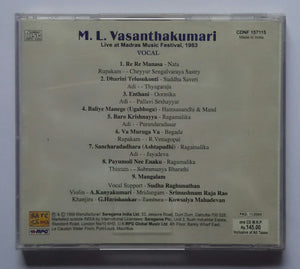 M. L. Vasanthakumari
CDNF 157115
Made in India
Live at Madras Music Festival, 1982
VOCAL
1. Re Re Manasa - Nata
Rupakam - Cheyyur Sengalvaraya Sastry
2. Dharini Telusukonti - Suddha Saveri
Adi - Thyagaraja
3. Enthani - Oormika
Adi - Pallavi Seshayyar
4. Baliye Manege (Ugabhoga) - Hamsanandhi & Mand
5. Baro Krishnayya - Ragamalika
Adi - Purandaradasar
6. Va Muruga Va - Begada
Rupakam - R. Venugopal
7. Sancharadadhara (Ashtapadhi) - Ragamalika
Adi - Jayadeva
8. Payumoli Nee Enaku - Ragamalika
Thisram - Subramanya Bharathi
9. Mangalam
Vocal Support - Sudha Raghunathan
Violin - A. Kanyakumari • Mridangam - Srimushnam Raja Rao
Khanjira - G. Harishankar • Tambura - Kowsalya Mahadevan
145.00